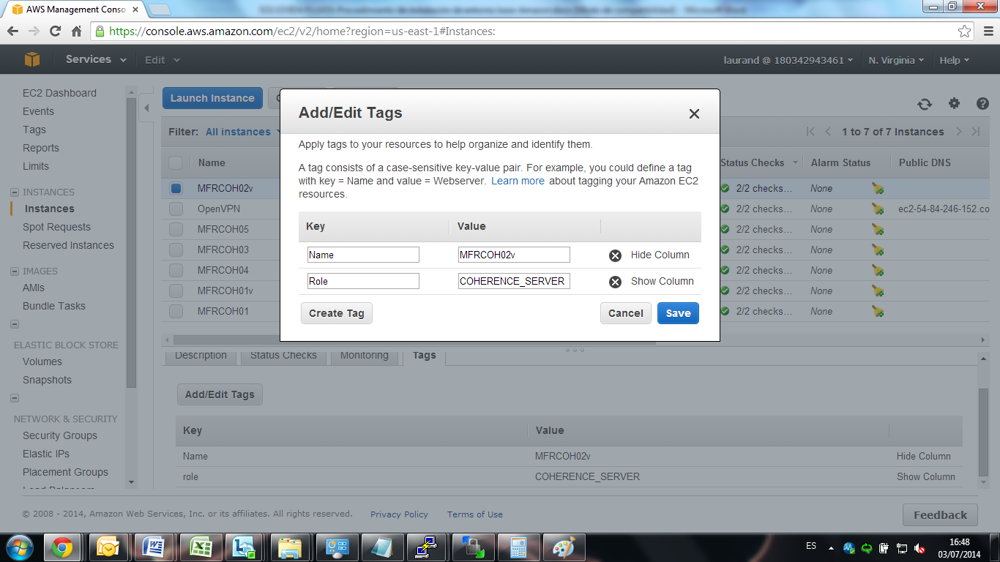 AWS Management Conso
https://console.aws.amazon.com/ec2/v2/home?region=us-east-1#Instances:
Services Edit laurand @ 180342943461 N. Virginia Help
EC2 Dashboard
Events
Tags
Reports
Limits
INSTANCES
Instances
Spot Requests
Reserved Instances
IMAGES
AMIs
Bundle Tasks
ELASTIC BLOCK STORE
Volumes
Snapshots
NETWORK & SECURITY
Security Groups
Elastic IPs
Placement Groups
Load Balancers
Launch Instance
Filter: All instances 1 to 7 of 7 Instances
Name Status Checks Alarm Status Public DNS
MFRCOH02v 2/2 checks... None
OpenVPN 2/2 checks... None ec2-54-84-246-152.co
MFRCOH05 2/2 checks... None
MFRCOH03 2/2 checks... None
MFRCOH04 2/2 checks... None
MFRCOH01v 2/2 checks... None
MFRCOH01 2/2 checks... None
Add/Edit Tags
Apply tags to your resources to help organize and identify them.
A tag consists of a case-sensitive key-value pair. For example, you could define a tag
with key = Name and value = Webserver. Learn more about tagging your Amazon EC2
resources.
Key Value
Name MFRCOH02v Hide Column
Role COHERENCE_SERVER Show Column
Create Tag Cancel Save
Description Status Checks Monitoring Tags
Add/Edit Tags
Key Value
Name MFRCOH02v Hide Column
role COHERENCE_SERVER Show Column
© 2008 - 2014, Amazon Web Services, Inc. or its affiliates. All rights reserved. Privacy Policy Terms of Use Feedback
ES 16:48
03/07/2014